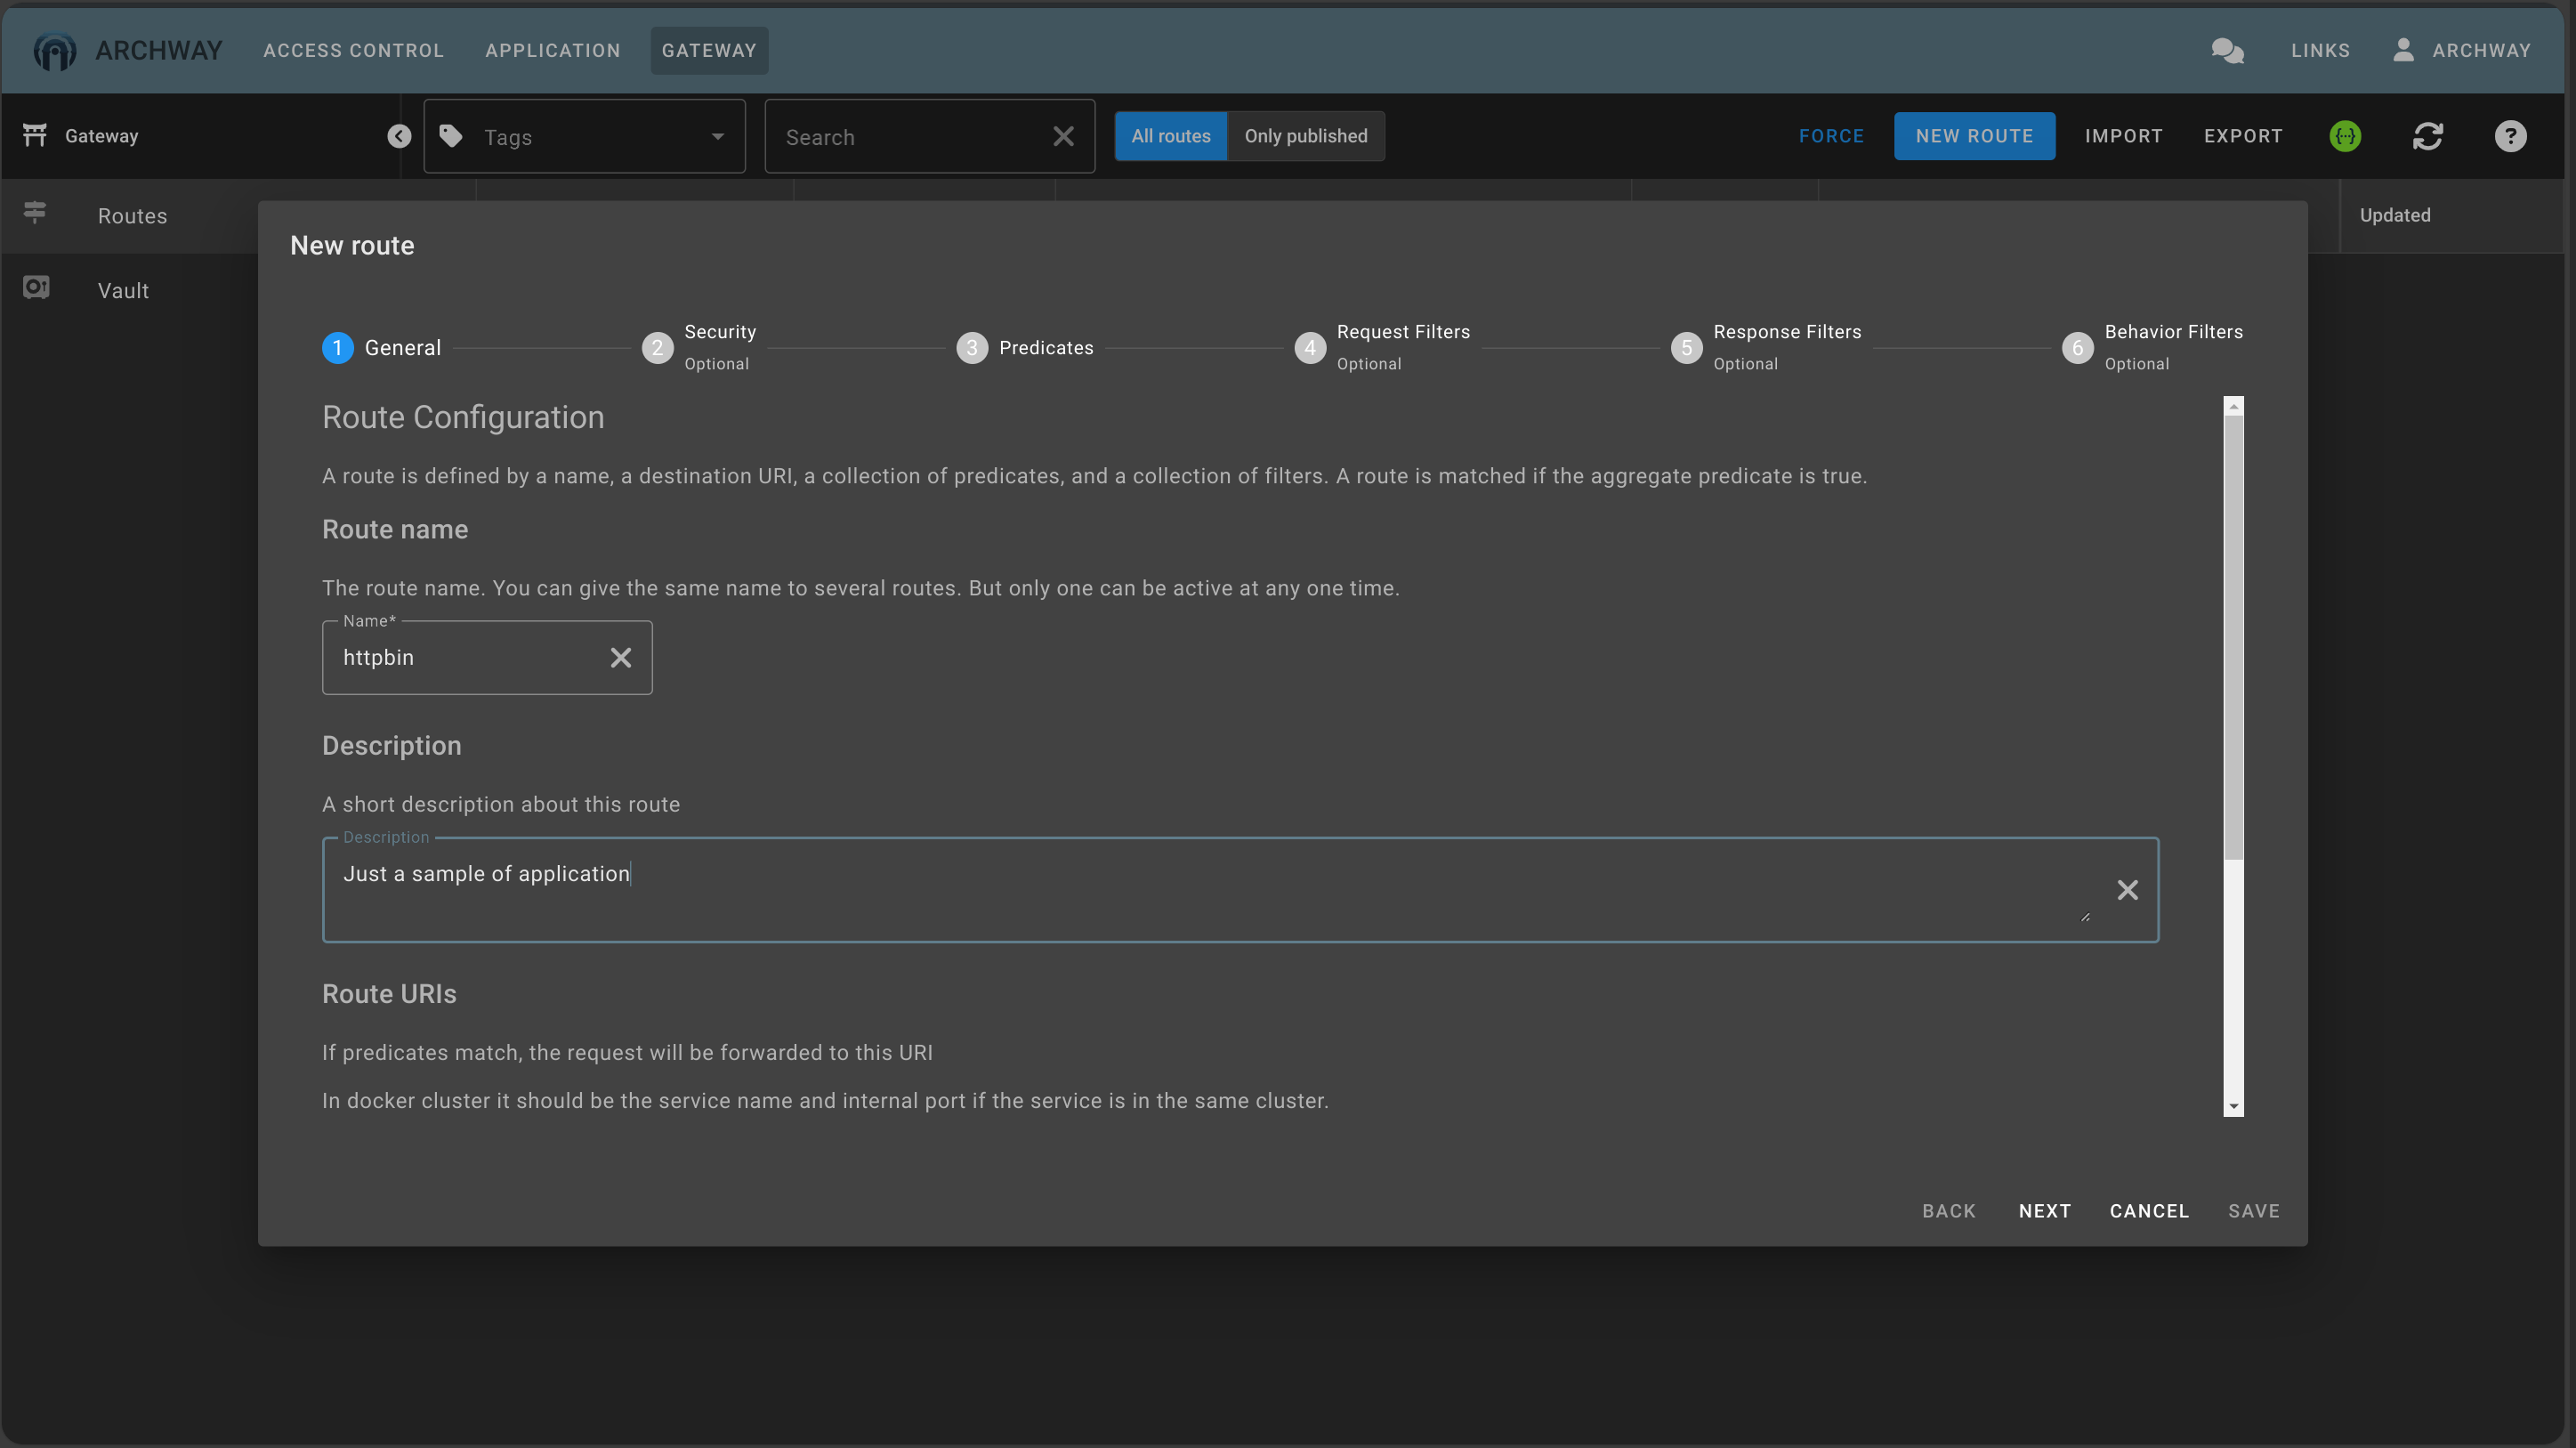 ARCHWAY ACCESS CONTROL APPLICATION GATEWAY LINKS ARCHWAY
Gateway Tags Search All routes Only published FORCE NEW ROUTE IMPORT EXPORT {···} ?
Routes Updated
Vault
New route
1 General 2 Security Optional 3 Predicates 4 Request Filters Optional 5 Response Filters Optional 6 Behavior Filters Optional
Route Configuration
A route is defined by a name, a destination URI, a collection of predicates, and a collection of filters. A route is matched if the aggregate predicate is true.
Route name
The route name. You can give the same name to several routes. But only one can be active at any one time.
Name*
httpbin
Description
A short description about this route
Description
Just a sample of application
Route URIs
If predicates match, the request will be forwarded to this URI
In docker cluster it should be the service name and internal port if the service is in the same cluster.
BACK NEXT CANCEL SAVE